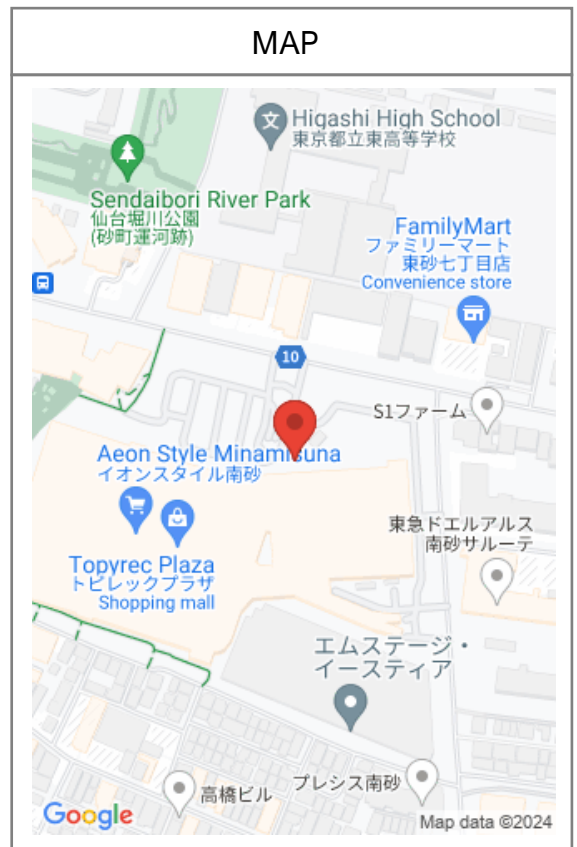 MAP
文
Higashi High School
東京都立東高等学校
Sendaibori River Park
仙台堀川公園
(砂町運河跡)
FamilyMart
ファミリーマート
東砂七丁目店
Convenience store
10
S1ファーム
Aeon Style Minamisuna
イオンスタイル南砂
Topyrec Plaza
トピレックプラザ
Shopping mall
東急ドエルアルス
南砂サルーテ
エムステージ・
イースティア
プレシス南砂
高橋ビル
Google
Map data ©2024